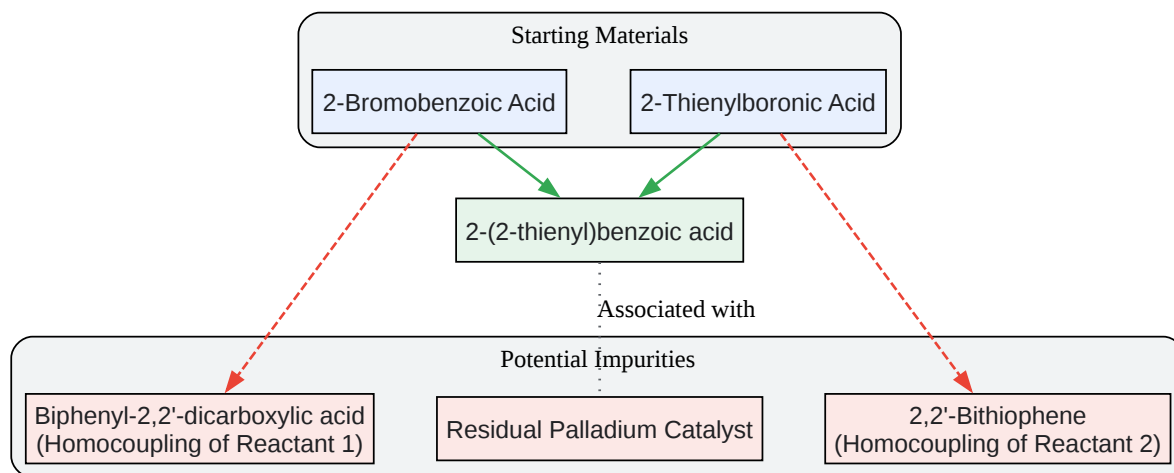 Starting Materials
2-Bromobenzoic Acid
2-Thienylboronic Acid
2-(2-thienyl)benzoic acid
Associated with
Potential Impurities
Biphenyl-2,2'-dicarboxylic acid
(Homocoupling of Reactant 1)
Residual Palladium Catalyst
2,2'-Bithiophene
(Homocoupling of Reactant 2)